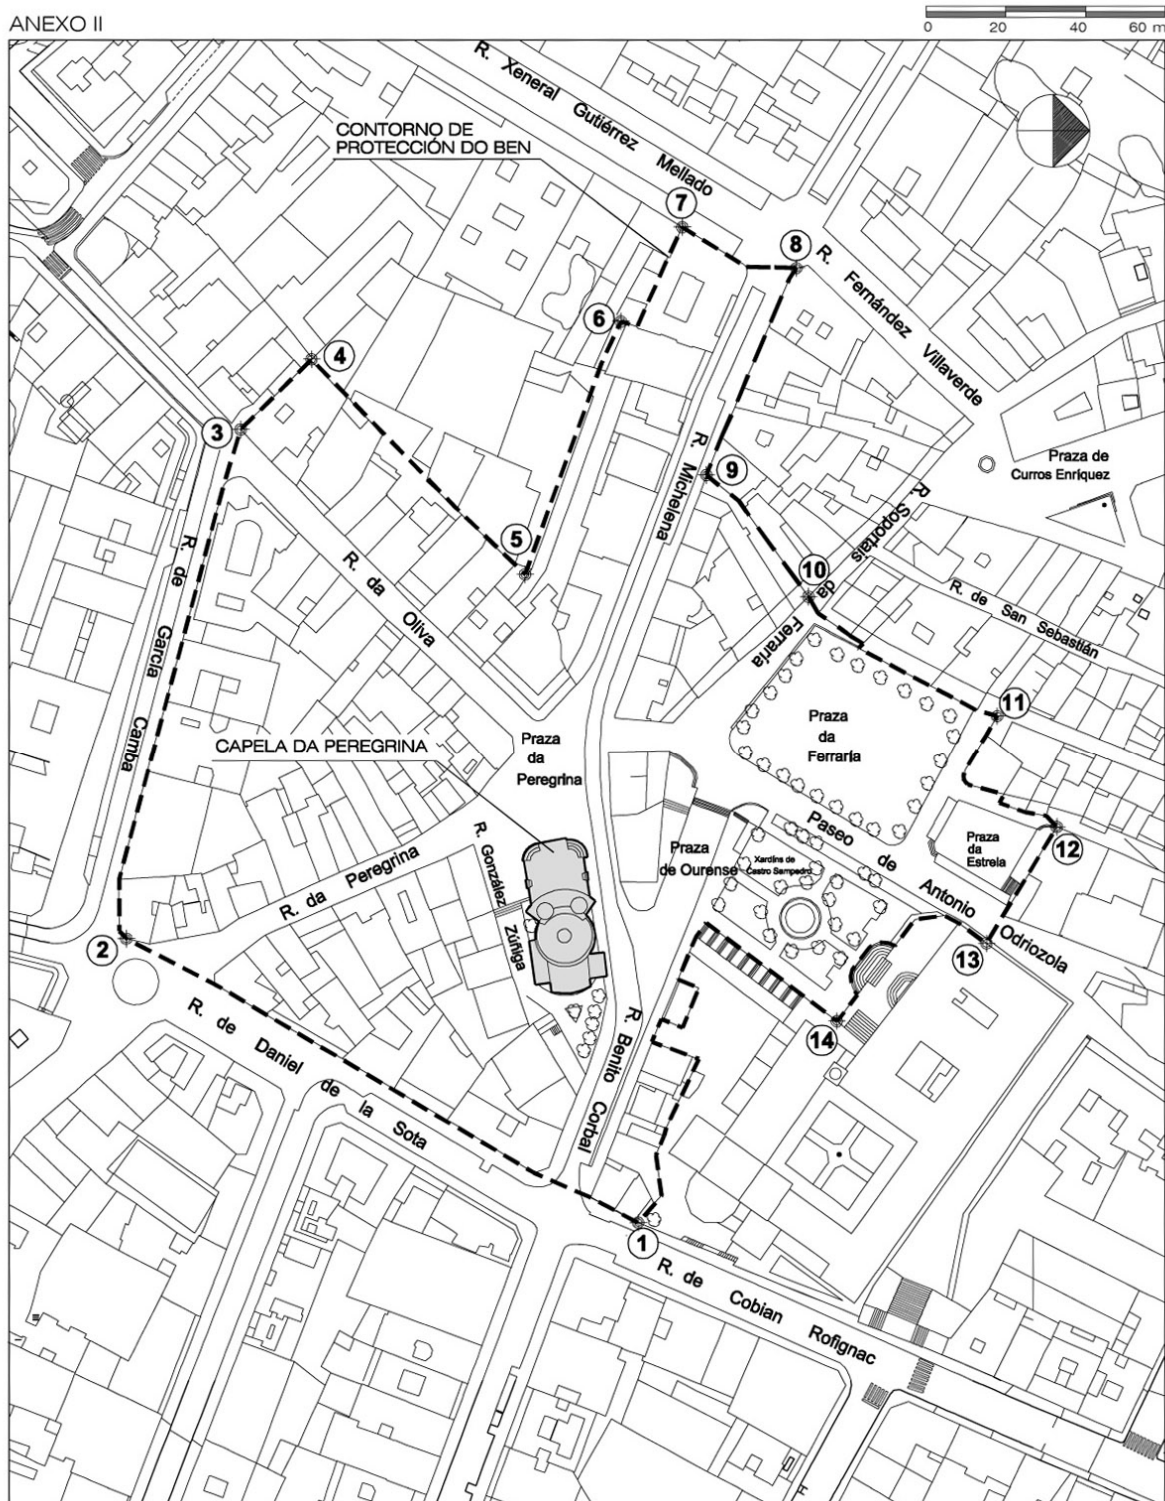 ANEXO II
0 20 40 60 m
R. Xeneral Gutiérrez Mellado
CONTORNO DE
PROTECCIÓN DO BEN
7
8
R. Fernández Villaverde
6
4
3
R. Michelena
9
Praza de
Curros Enríquez
R. Soportais
da
Ferraría
5
R. da Oliva
R. de García Camba
10
R. de San Sebastián
11
Praza
da
Ferraría
CAPELA DA PEREGRINA
Praza
da
Peregrina
Paseo de Antonio Odriozola
12
Praza
da
Estrela
R. da Peregrina
R. González
Zúñiga
Praza
de Ourense
Xardíns de
Castro Sampedro
2
13
R. de Daniel de la Sota
R. Benito Corbal
14
1
R. de Cobian Rofignac